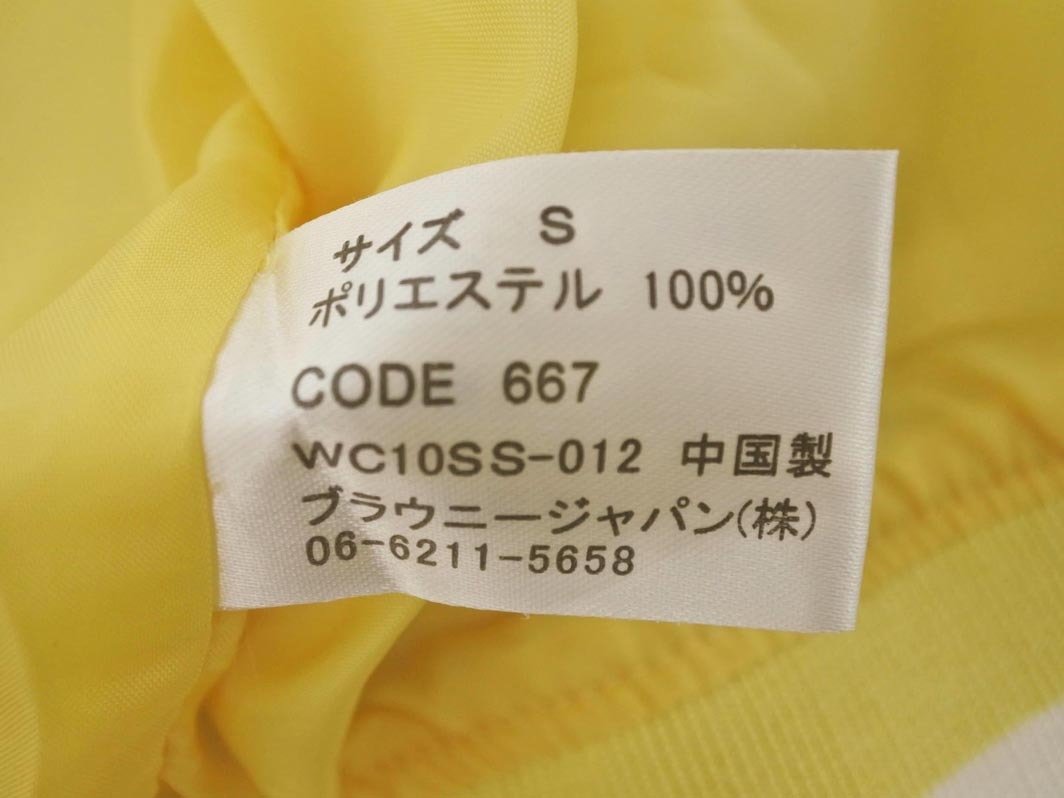 サイズ S
ポリエステル 100%
CODE 667
WC10SS-012 中国製
ブラウニージャパン(株)
06-6211-5658